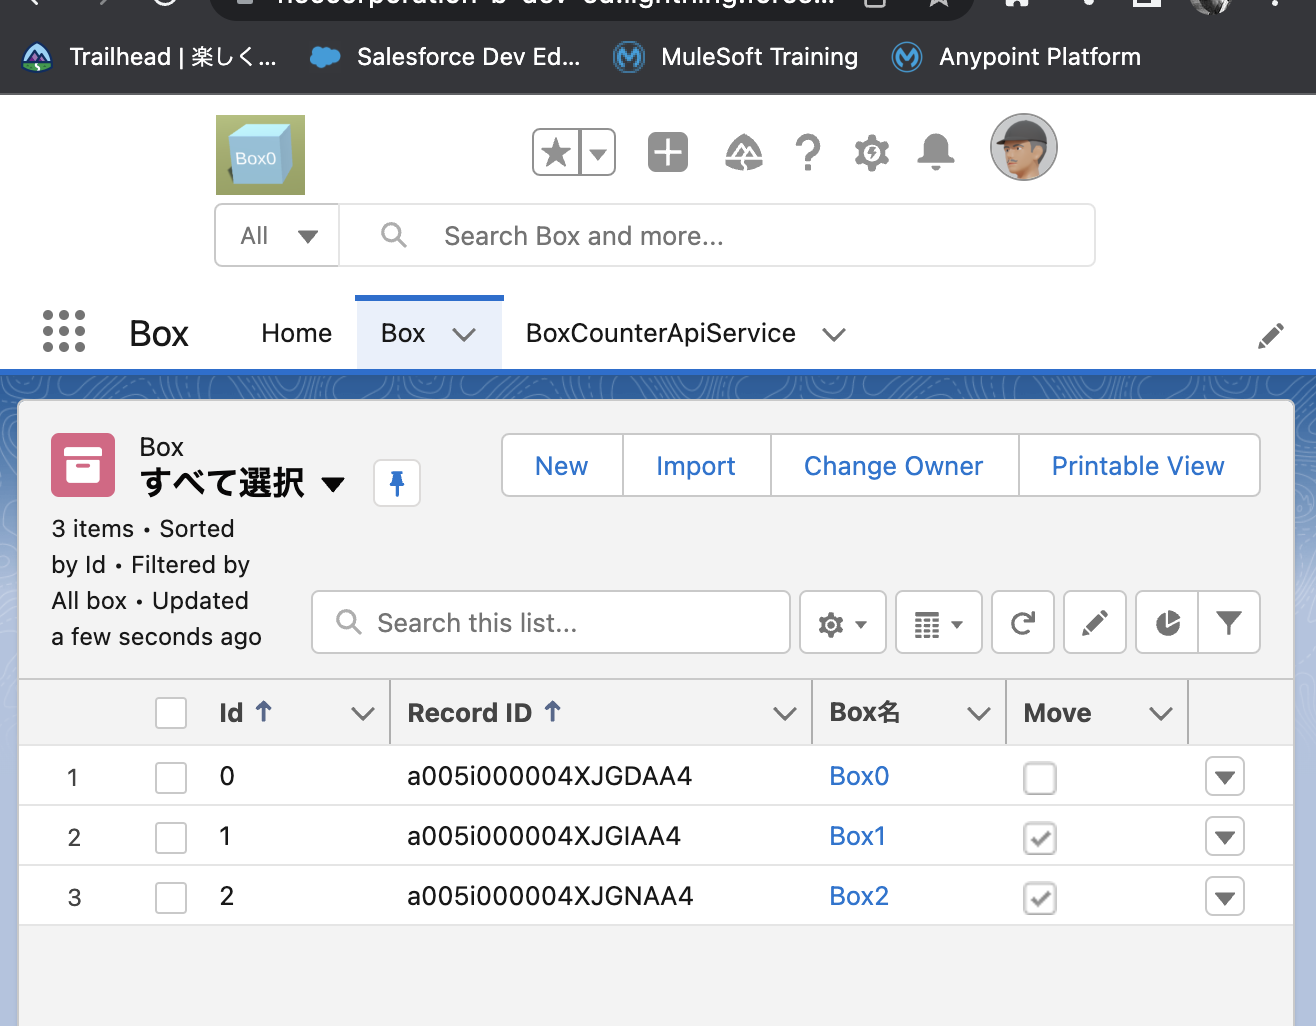 Trailhead | 楽しく... Salesforce Dev Ed... MuleSoft Training Anypoint Platform
Box0
All Search Box and more...
Box Home Box BoxCounterApiService
Box
すべて選択
New Import Change Owner Printable View
3 items • Sorted
by Id • Filtered by
All box • Updated
a few seconds ago
Search this list...
Id Record ID Box名 Move
1 0 a005i000004XJGDAA4 Box0
2 1 a005i000004XJGIAA4 Box1
3 2 a005i000004XJGNAA4 Box2